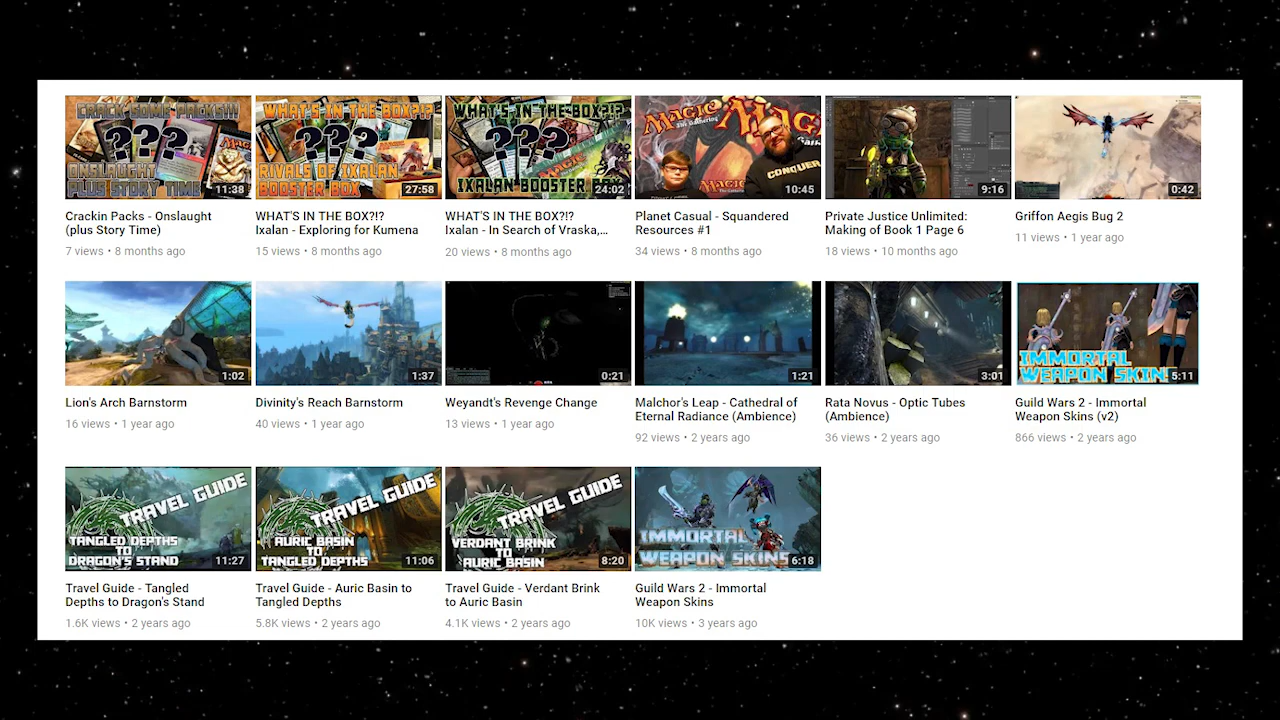 CRACK SOME PACKS!!!
???
ONSLAUGHT
PLUS STORY TIME
11:38
WHAT'S IN THE BOX?!?
???
RIVALS OF IXALAN
BOOSTER BOX
27:58
WHAT'S IN THE BOX?!?
???
IXALAN BOOSTER
24:02
MAGIC
The Gathering
CONQUER
MAGIC
10:45
9:16
0:42
Crackin Packs - Onslaught
(plus Story Time)
7 views • 8 months ago
WHAT'S IN THE BOX?!?
Ixalan - Exploring for Kumena
15 views • 8 months ago
WHAT'S IN THE BOX?!?
Ixalan - In Search of Vraska,...
20 views • 8 months ago
Planet Casual - Squandered
Resources #1
34 views • 8 months ago
Private Justice Unlimited:
Making of Book 1 Page 6
18 views • 10 months ago
Griffon Aegis Bug 2
11 views • 1 year ago
1:02
1:37
0:21
1:21
3:01
IMMORTAL
WEAPON SKINS
5:11
Lion's Arch Barnstorm
16 views • 1 year ago
Divinity's Reach Barnstorm
40 views • 1 year ago
Weyandt's Revenge Change
13 views • 1 year ago
Malchor's Leap - Cathedral of
Eternal Radiance (Ambience)
92 views • 2 years ago
Rata Novus - Optic Tubes
(Ambience)
36 views • 2 years ago
Guild Wars 2 - Immortal
Weapon Skins (v2)
866 views • 2 years ago
TRAVEL GUIDE
TANGLED DEPTHS
TO
DRAGON'S STAND
11:27
TRAVEL GUIDE
AURIC BASIN
TO
TANGLED DEPTHS
11:06
TRAVEL GUIDE
VERDANT BRINK
TO
AURIC BASIN
8:20
IMMORTAL
WEAPON SKINS
6:18
Travel Guide - Tangled
Depths to Dragon's Stand
1.6K views • 2 years ago
Travel Guide - Auric Basin to
Tangled Depths
5.8K views • 2 years ago
Travel Guide - Verdant Brink
to Auric Basin
4.1K views • 2 years ago
Guild Wars 2 - Immortal
Weapon Skins
10K views • 3 years ago